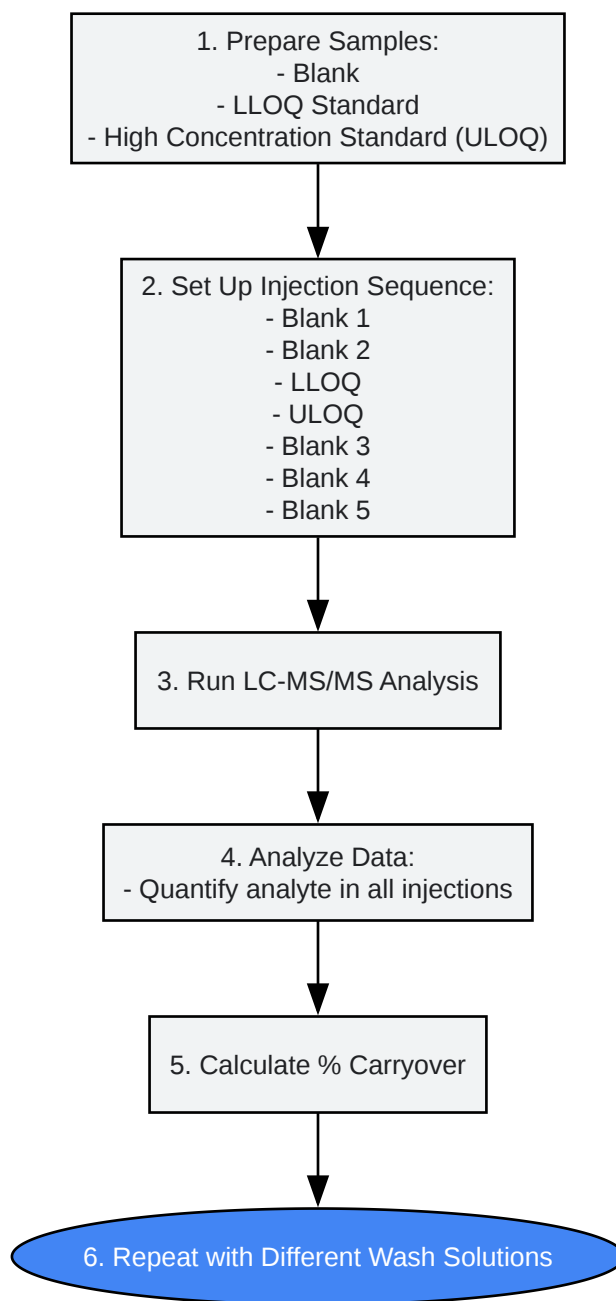 1. Prepare Samples:
- Blank
- LLOQ Standard
- High Concentration Standard (ULOQ)
2. Set Up Injection Sequence:
- Blank 1
- Blank 2
- LLOQ
- ULOQ
- Blank 3
- Blank 4
- Blank 5
3. Run LC-MS/MS Analysis
4. Analyze Data:
- Quantify analyte in all injections
5. Calculate % Carryover
6. Repeat with Different Wash Solutions